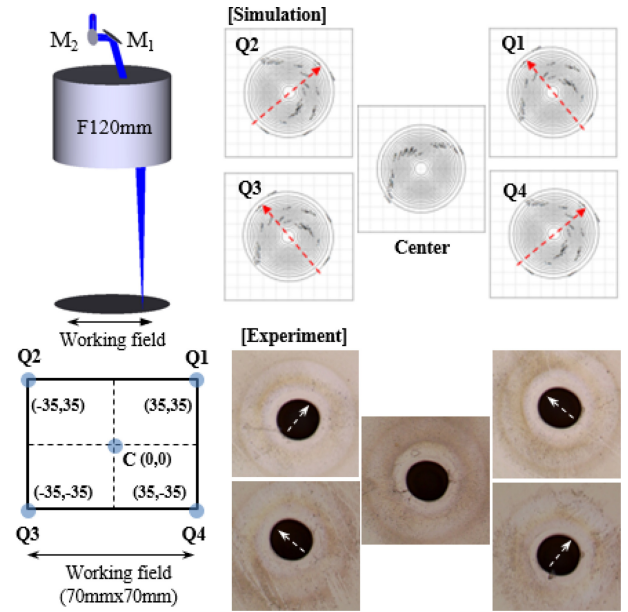 M₂ M₁
F120mm
Working field
[Simulation]
Q2
Q1
Q3
Q4
Center
Q2 Q1
(-35,35) (35,35)
C (0,0)
(-35,-35) (35,-35)
Q3 Q4
Working field
(70mmx70mm)
[Experiment]